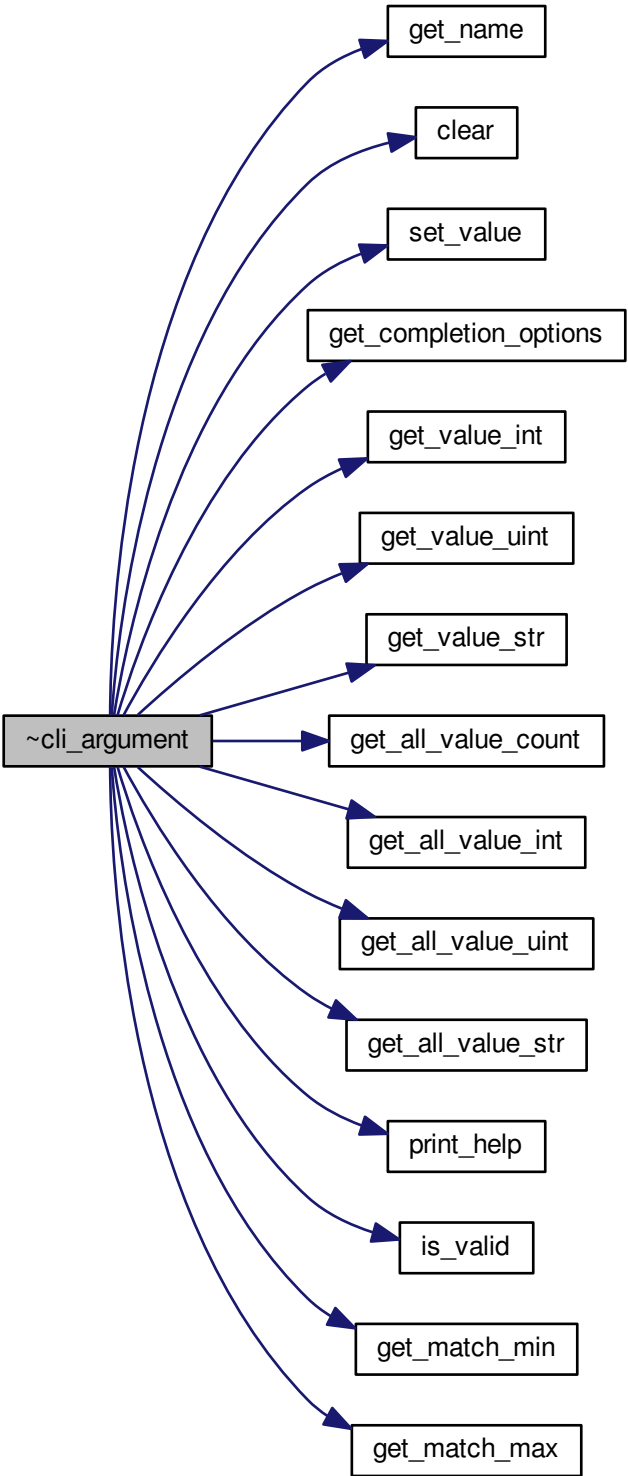 get_name
clear
set_value
get_completion_options
get_value_int
get_value_uint
get_value_str
~cli_argument
get_all_value_count
get_all_value_int
get_all_value_uint
get_all_value_str
print_help
is_valid
get_match_min
get_match_max